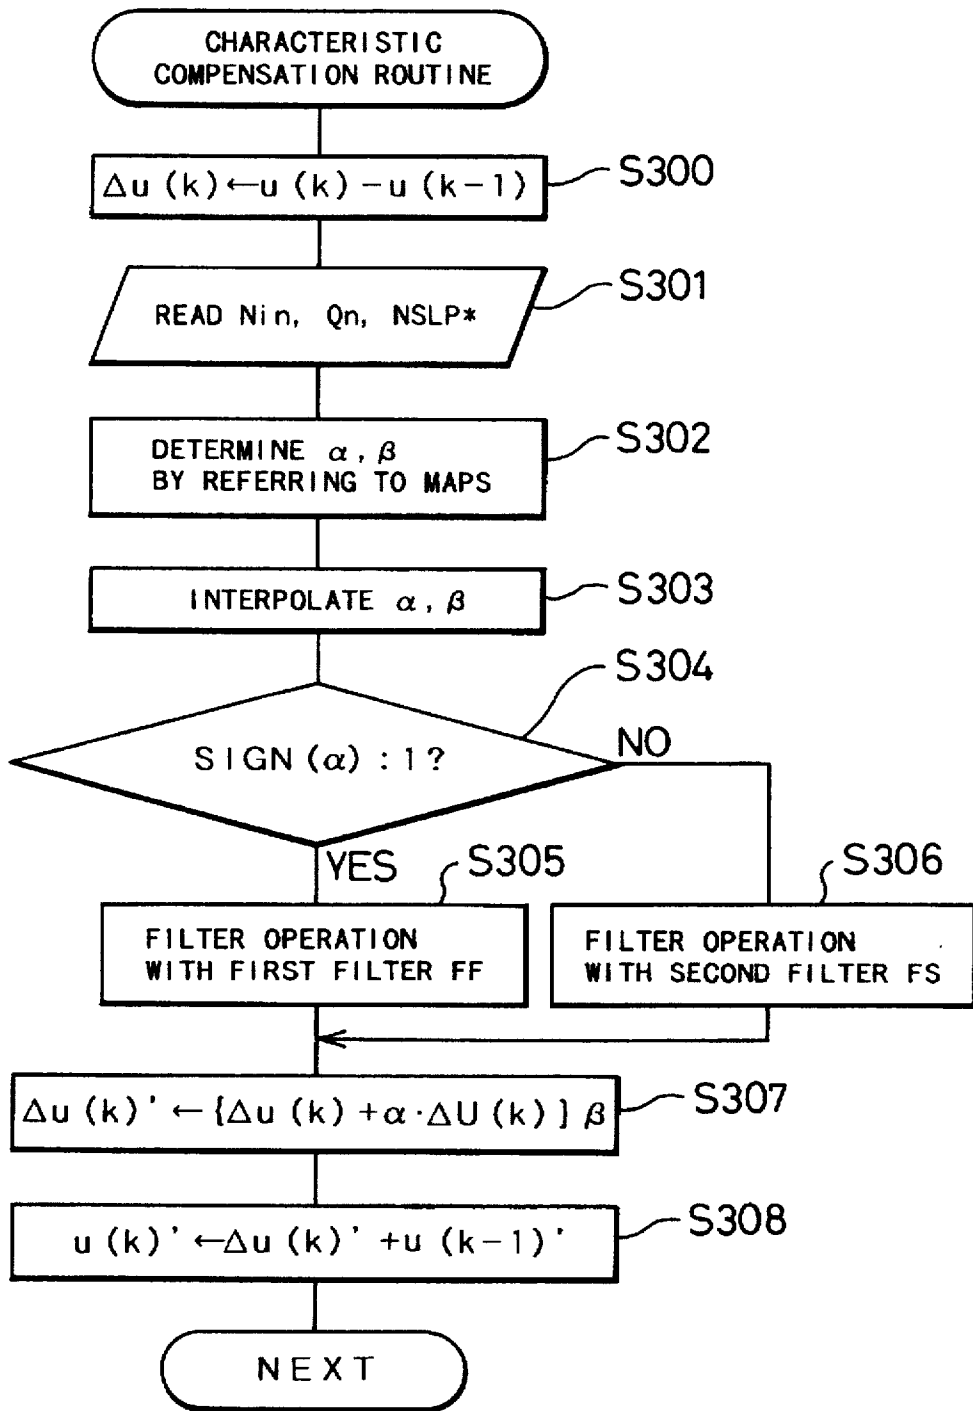 CHARACTERISTIC
COMPENSATION ROUTINE
Δu (k) ← u (k) − u (k−1)
S300
READ Nin, Qn, NSLP*
S301
DETERMINE α, β
BY REFERRING TO MAPS
S302
INTERPOLATE α, β
S303
SIGN (α) : 1?
S304
NO
YES
S305
S306
FILTER OPERATION
WITH FIRST FILTER FF
FILTER OPERATION
WITH SECOND FILTER FS
Δu (k)' ← {Δu (k) + α · ΔU (k)} β
S307
u (k)' ← Δu (k)' + u (k−1)'
S308
NEXT